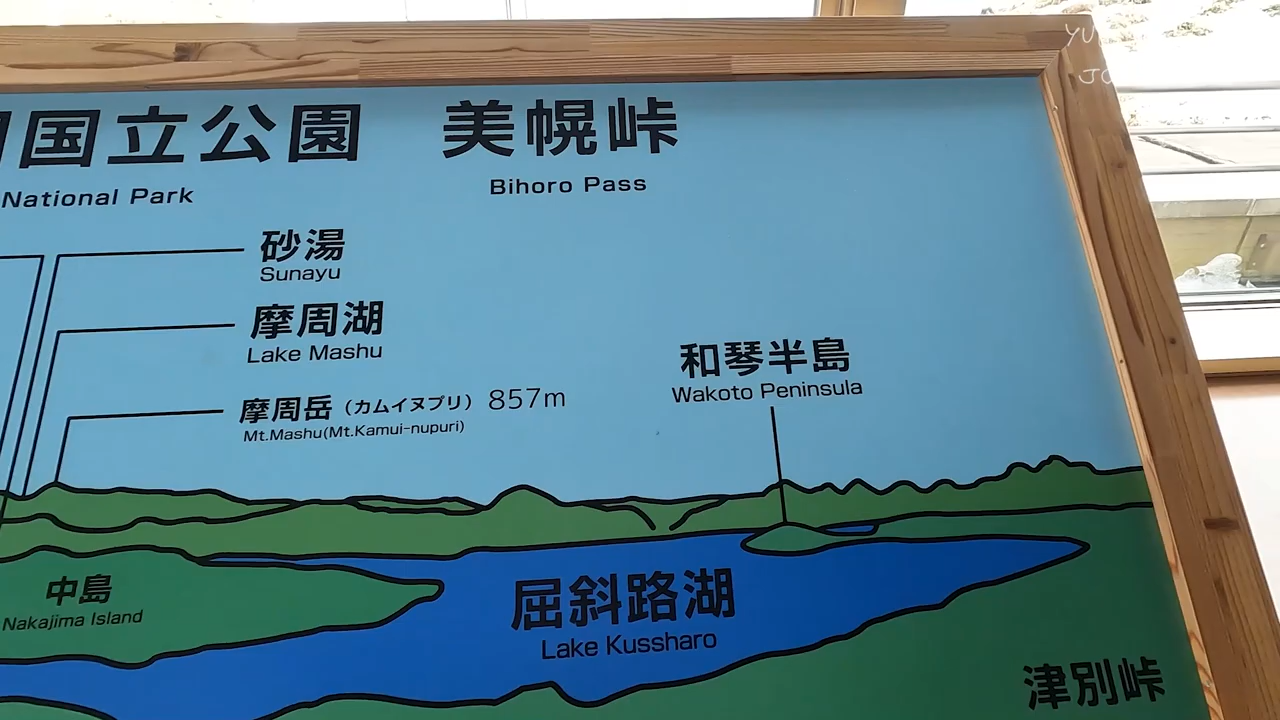 国立公園 美幌峠
National Park Bihoro Pass
砂湯
Sunayu
摩周湖
Lake Mashu
摩周岳（カムイヌプリ） 857m
Mt.Mashu(Mt.Kamui-nupuri)
和琴半島
Wakoto Peninsula
中島
Nakajima Island
屈斜路湖
Lake Kussharo
津別峠